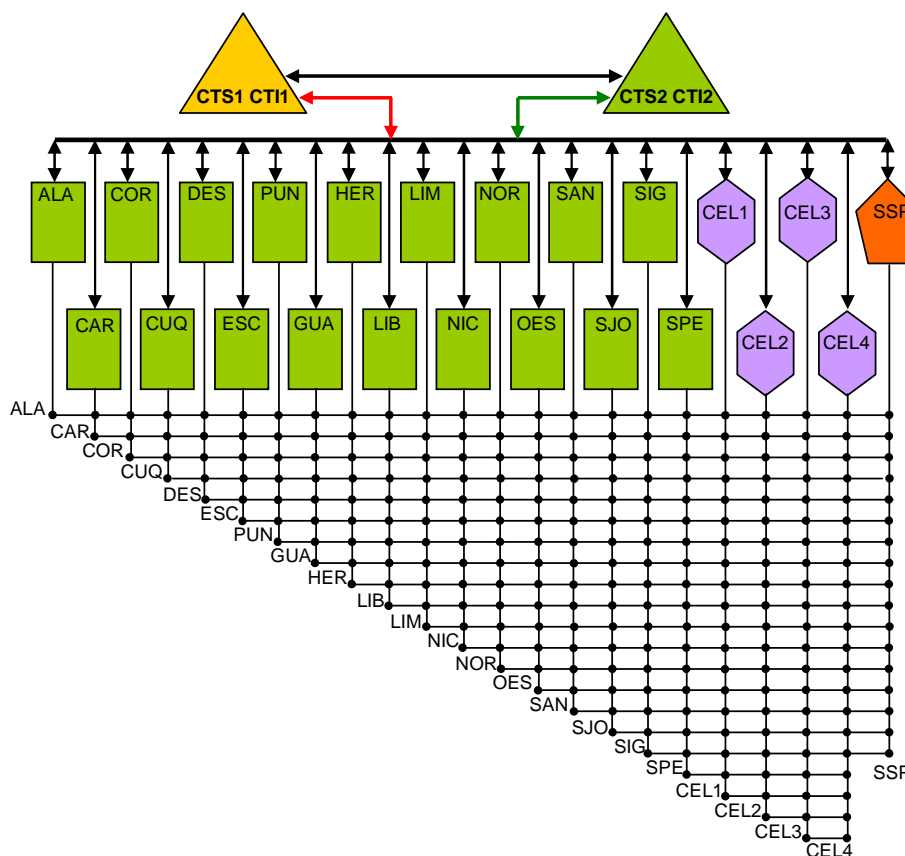 CTS1 CTI1
CTS2 CTI2
ALA
COR
DES
PUN
HER
LIM
NOR
SAN
SIG
CEL1
CEL3
SSP
CAR
CUQ
ESC
GUA
LIB
NIC
OES
SJO
SPE
CEL2
CEL4
ALA
CAR
COR
CUQ
DES
ESC
PUN
GUA
HER
LIB
LIM
NIC
NOR
OES
SAN
SJO
SIG
SPE
SSP
CEL1
CEL2
CEL3
CEL4